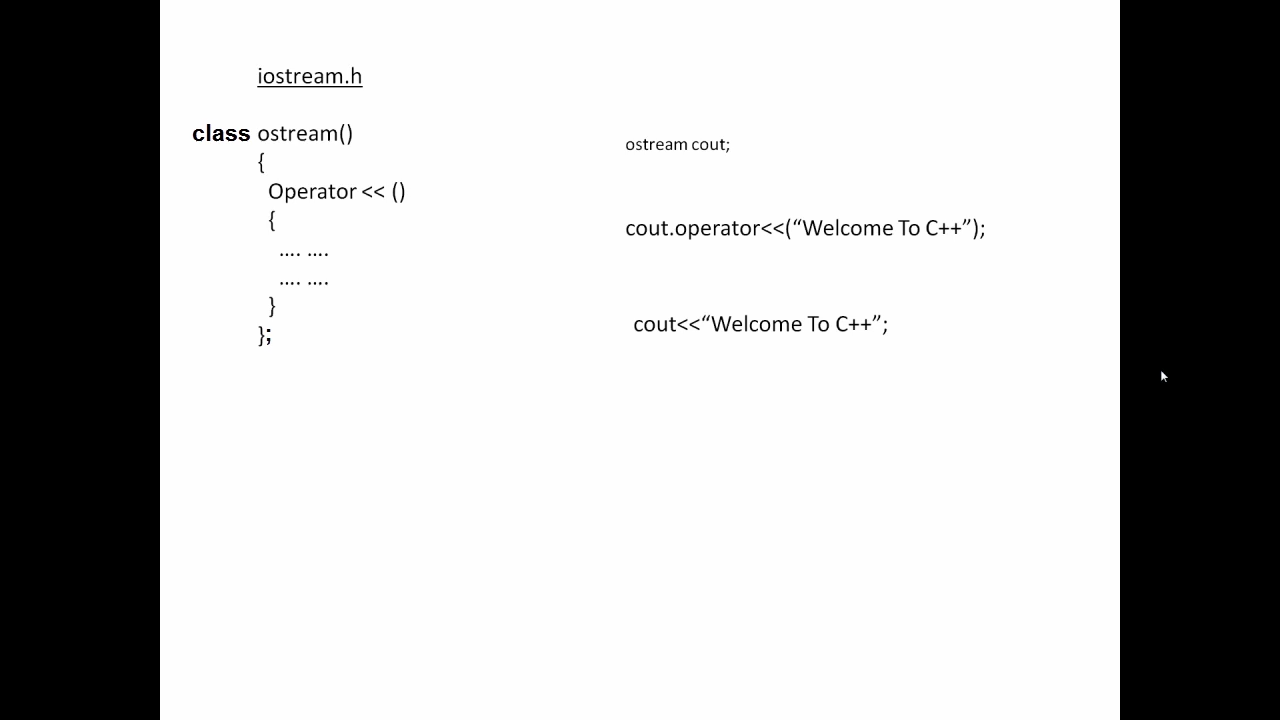 iostream.h
class ostream()
{
Operator << ()
{
.... ....
.... ....
}
};
ostream cout;
cout.operator<<(“Welcome To C++”);
cout<<“Welcome To C++”;